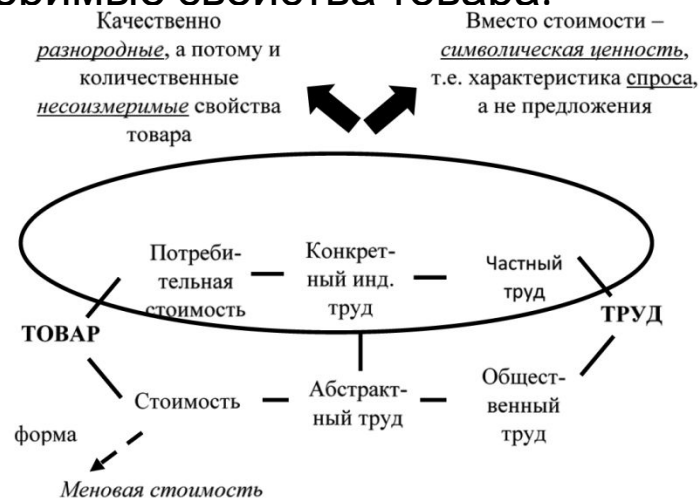 Качественно
разнородные, а потому и
количественные
несоизмеримые свойства
товара
Вместо стоимости –
символическая ценность,
т.е. характеристика спроса,
а не предложения
Потреби-
тельная
стоимость
Конкрет-
ный инд.
труд
Частный
труд
ТОВАР
ТРУД
Стоимость
Абстракт-
ный труд
Общест-
венный
труд
форма
Меновая стоимость